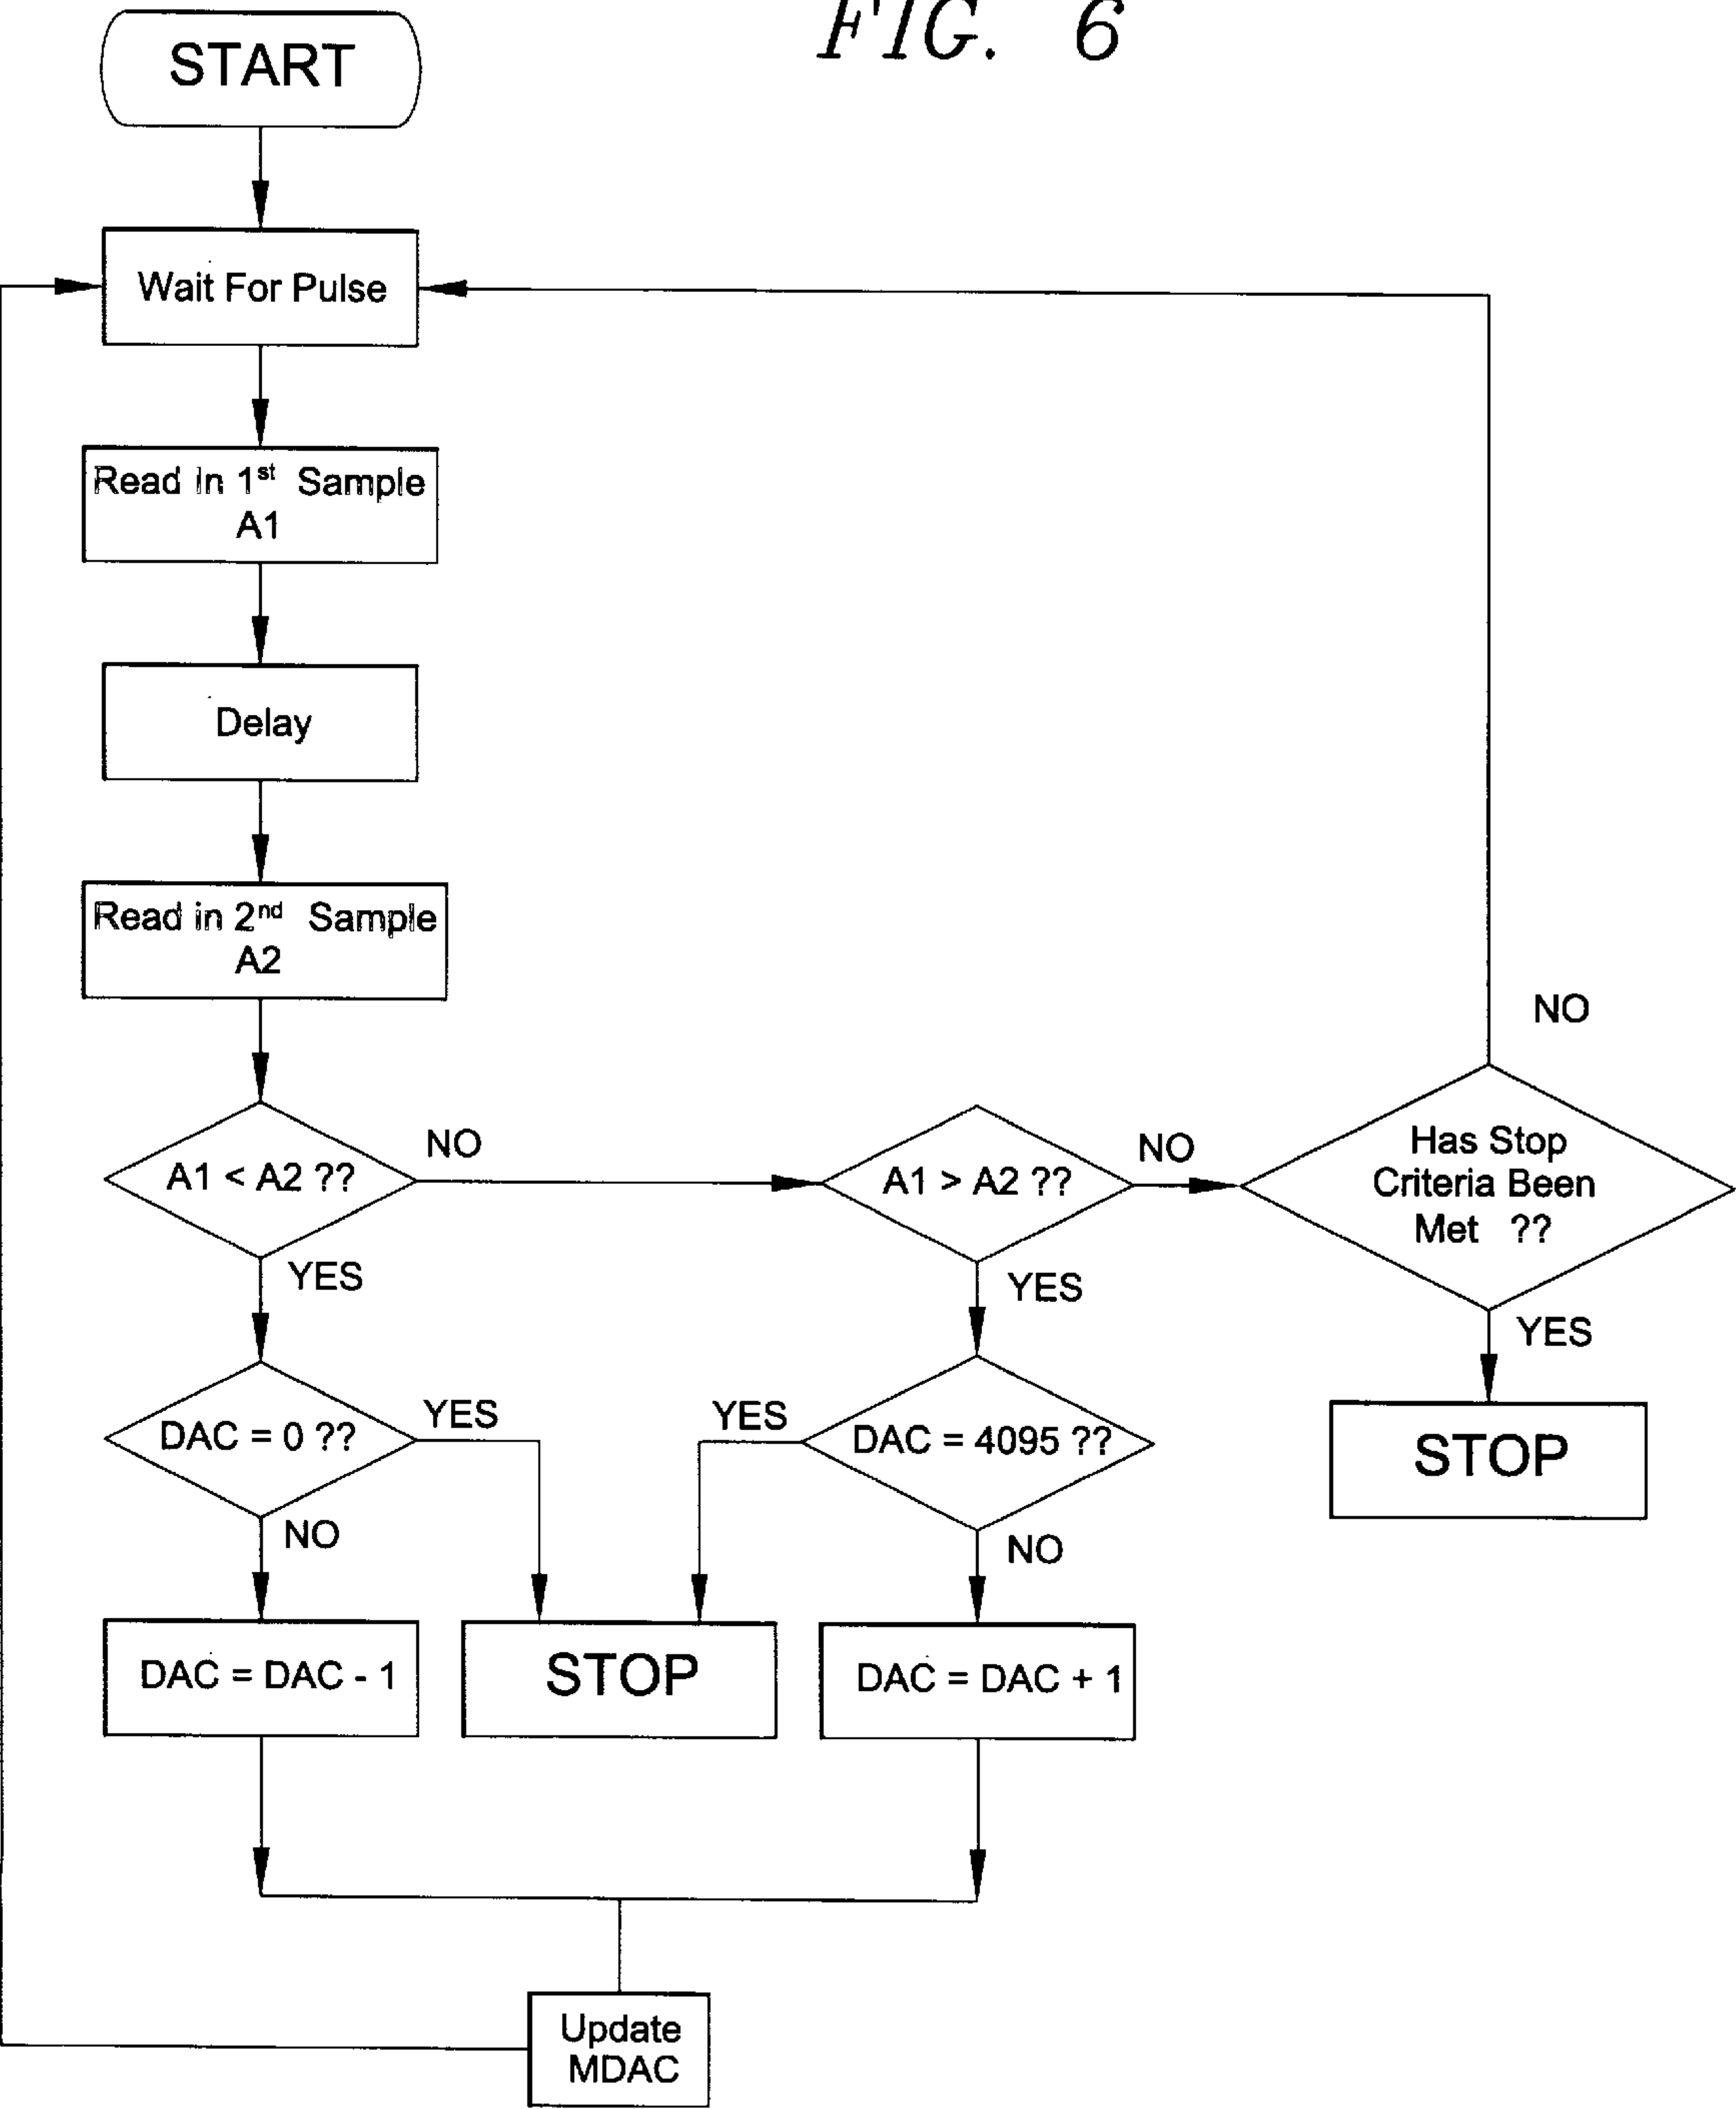 FIG. 6
START
Wait For Pulse
Read in 1st Sample
A1
Delay
Read in 2nd Sample
A2
NO
A1 < A2 ??
NO
A1 > A2 ??
NO
Has Stop
Criteria Been
Met ??
YES
YES
YES
DAC = 0 ??
YES
YES
DAC = 4095 ??
STOP
NO
NO
DAC = DAC - 1
STOP
DAC = DAC + 1
Update
MDAC